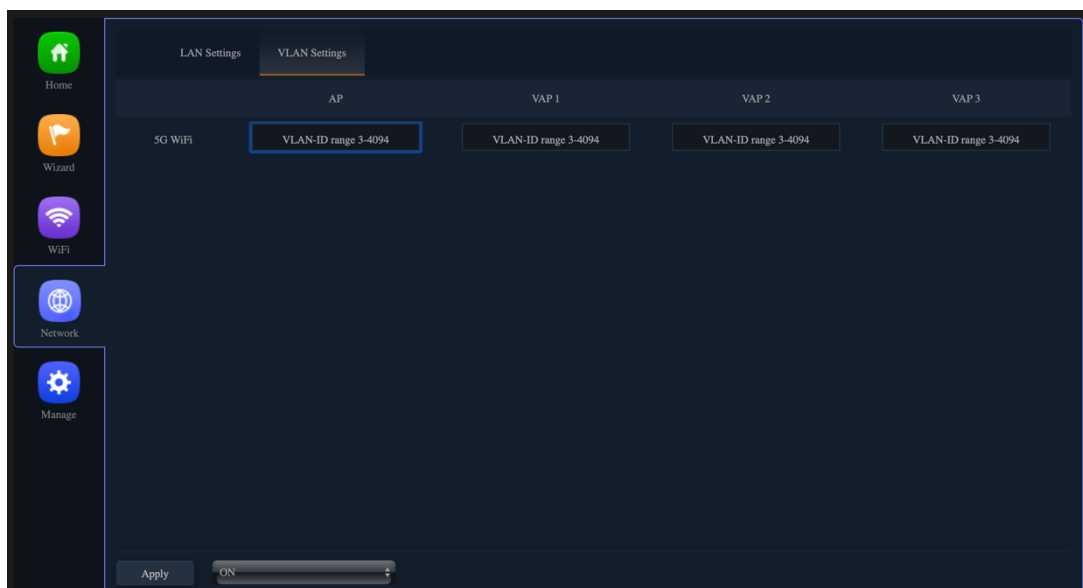 LAN Settings VLAN Settings
Home
AP VAP 1 VAP 2 VAP 3
5G WiFi VLAN-ID range 3-4094 VLAN-ID range 3-4094 VLAN-ID range 3-4094 VLAN-ID range 3-4094
Wizard
WiFi
Network
Manage
Apply ON